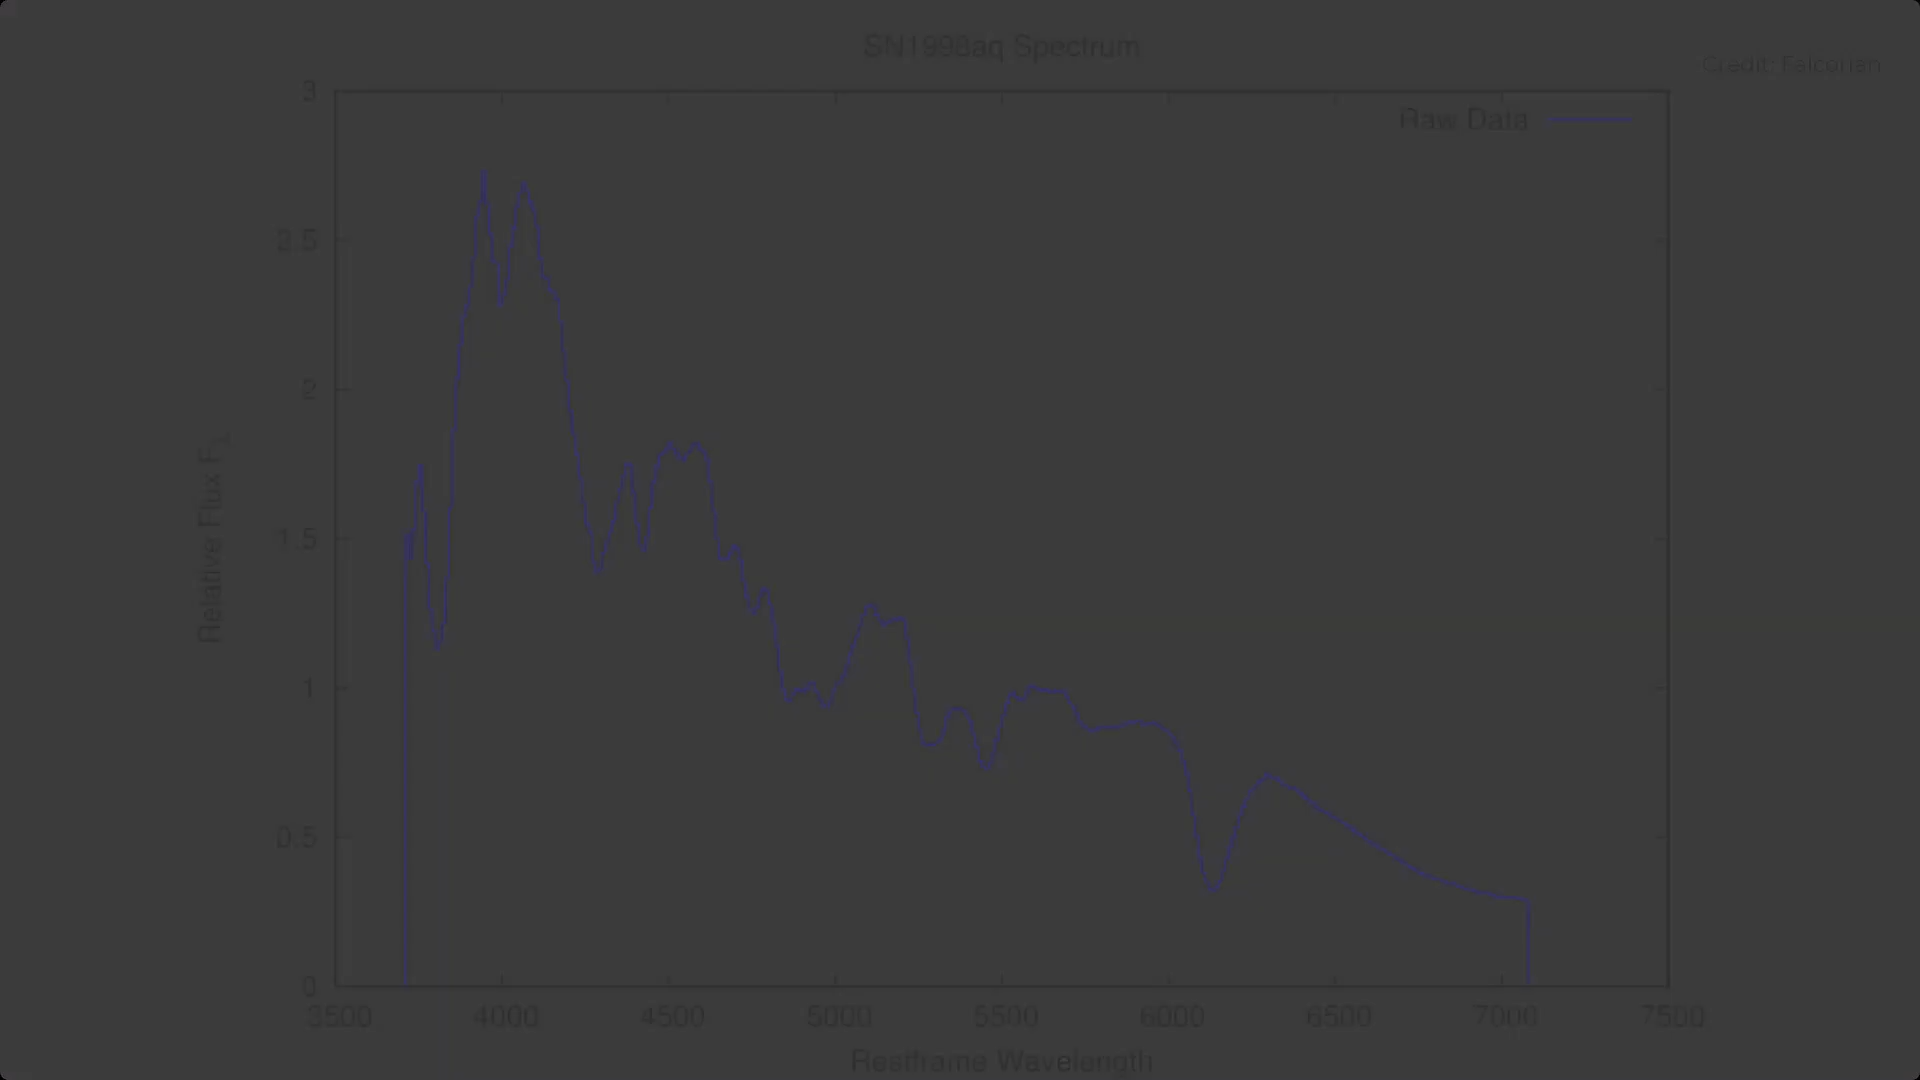 SN1998aq Spectrum
Credit: Falcorian
Raw Data
3
2.5
2
1.5
1
0.5
0
Relative Flux Fλ
3500 4000 4500 5000 5500 6000 6500 7000 7500
Restframe Wavelength